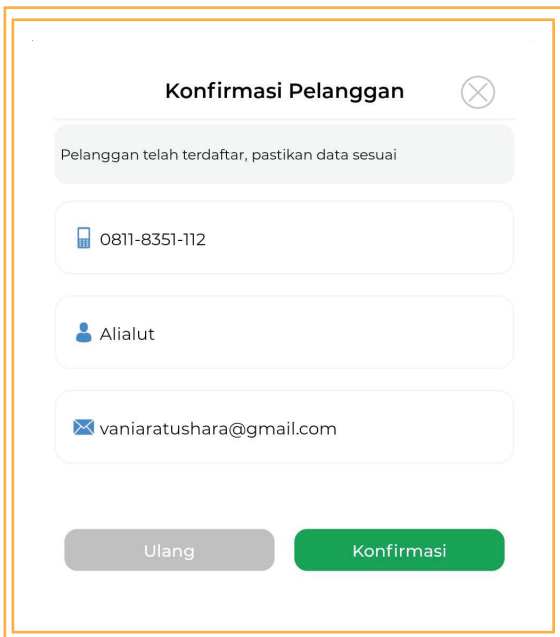 Konfirmasi Pelanggan
Pelanggan telah terdaftar, pastikan data sesuai
0811-8351-112
Alialut
vaniaratushara@gmail.com
Ulang
Konfirmasi